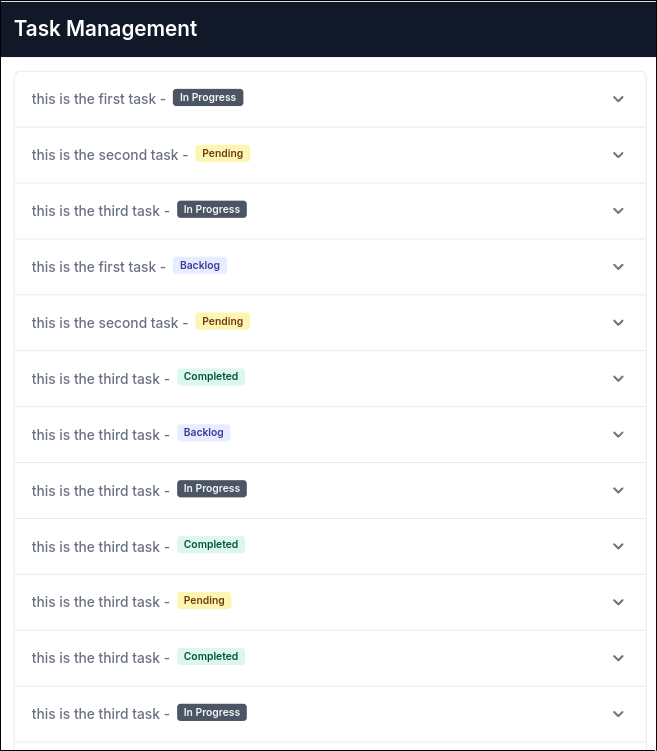 Task Management
this is the first task - In Progress
this is the second task - Pending
this is the third task - In Progress
this is the first task - Backlog
this is the second task - Pending
this is the third task - Completed
this is the third task - Backlog
this is the third task - In Progress
this is the third task - Completed
this is the third task - Pending
this is the third task - Completed
this is the third task - In Progress